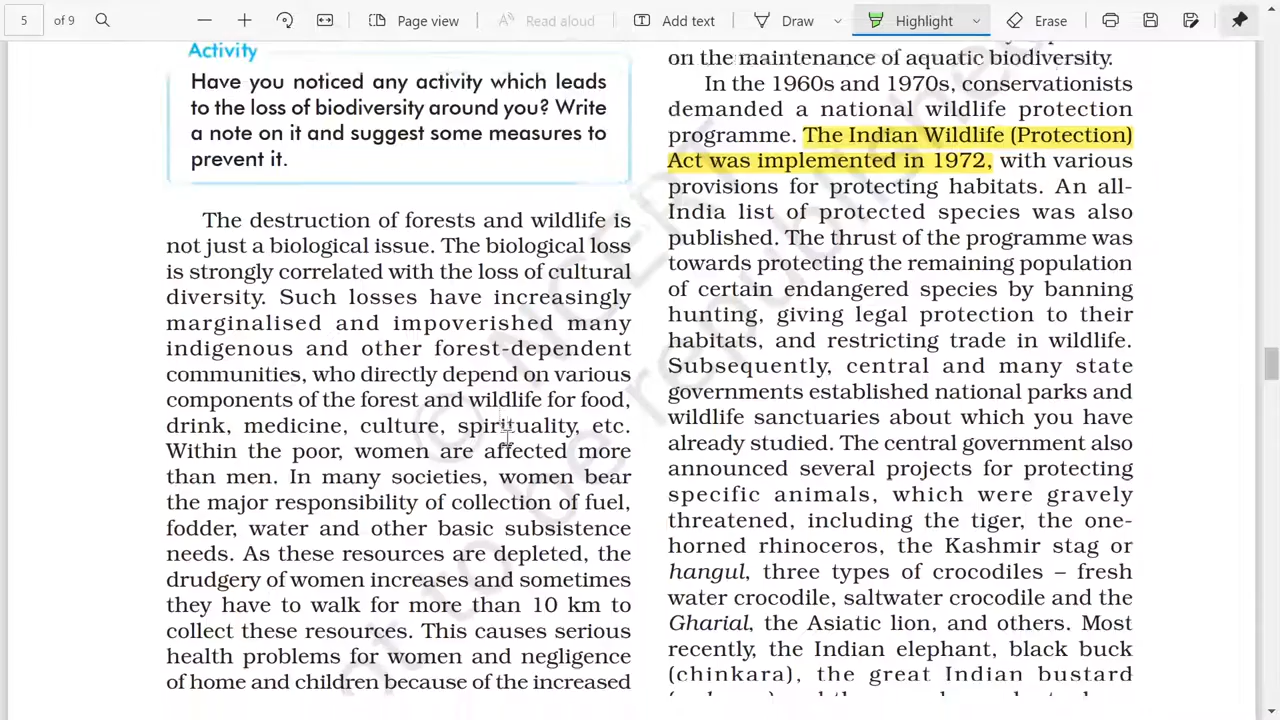 5 of 9
Page view
Read aloud
Add text
Draw
Highlight
Erase
Activity
Have you noticed any activity which leads
to the loss of biodiversity around you? Write
a note on it and suggest some measures to
prevent it.
The destruction of forests and wildlife is
not just a biological issue. The biological loss
is strongly correlated with the loss of cultural
diversity. Such losses have increasingly
marginalised and impoverished many
indigenous and other forest-dependent
communities, who directly depend on various
components of the forest and wildlife for food,
drink, medicine, culture, spirituality, etc.
Within the poor, women are affected more
than men. In many societies, women bear
the major responsibility of collection of fuel,
fodder, water and other basic subsistence
needs. As these resources are depleted, the
drudgery of women increases and sometimes
they have to walk for more than 10 km to
collect these resources. This causes serious
health problems for women and negligence
of home and children because of the increased
on the maintenance of aquatic biodiversity.
In the 1960s and 1970s, conservationists
demanded a national wildlife protection
programme. The Indian Wildlife (Protection)
Act was implemented in 1972, with various
provisions for protecting habitats. An all-
India list of protected species was also
published. The thrust of the programme was
towards protecting the remaining population
of certain endangered species by banning
hunting, giving legal protection to their
habitats, and restricting trade in wildlife.
Subsequently, central and many state
governments established national parks and
wildlife sanctuaries about which you have
already studied. The central government also
announced several projects for protecting
specific animals, which were gravely
threatened, including the tiger, the one-
horned rhinoceros, the Kashmir stag or
hangul, three types of crocodiles – fresh
water crocodile, saltwater crocodile and the
Gharial, the Asiatic lion, and others. Most
recently, the Indian elephant, black buck
(chinkara), the great Indian bustard
© NCERT
not to be republished